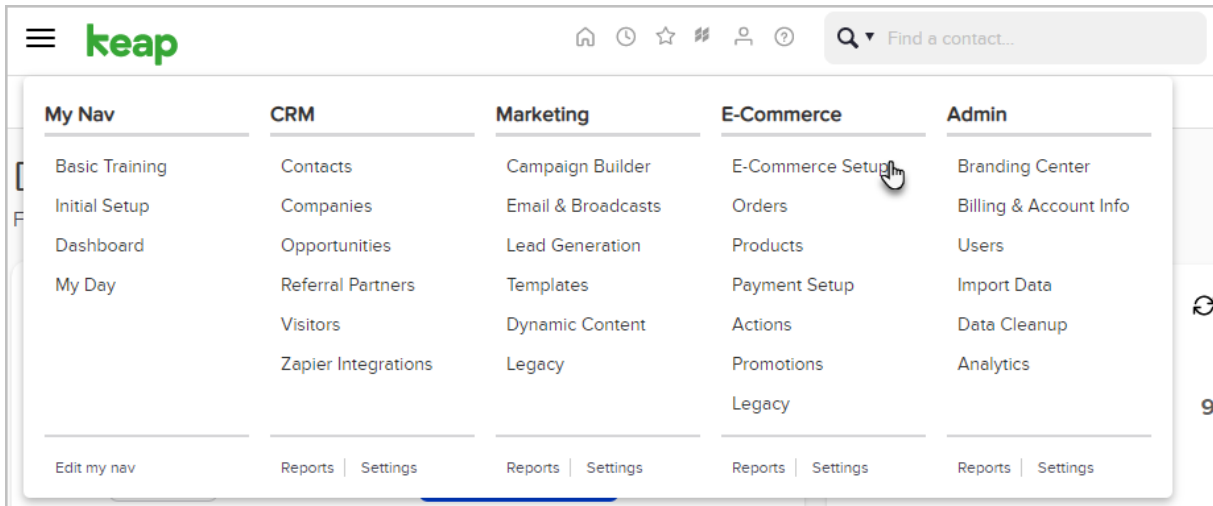 keap
Find a contact...
My Nav
Basic Training
Initial Setup
Dashboard
My Day
Edit my nav
CRM
Contacts
Companies
Opportunities
Referral Partners
Visitors
Zapier Integrations
Reports
Settings
Marketing
Campaign Builder
Email & Broadcasts
Lead Generation
Templates
Dynamic Content
Legacy
Reports
Settings
E-Commerce
E-Commerce Setup
Orders
Products
Payment Setup
Actions
Promotions
Legacy
Reports
Settings
Admin
Branding Center
Billing & Account Info
Users
Import Data
Data Cleanup
Analytics
Reports
Settings
9